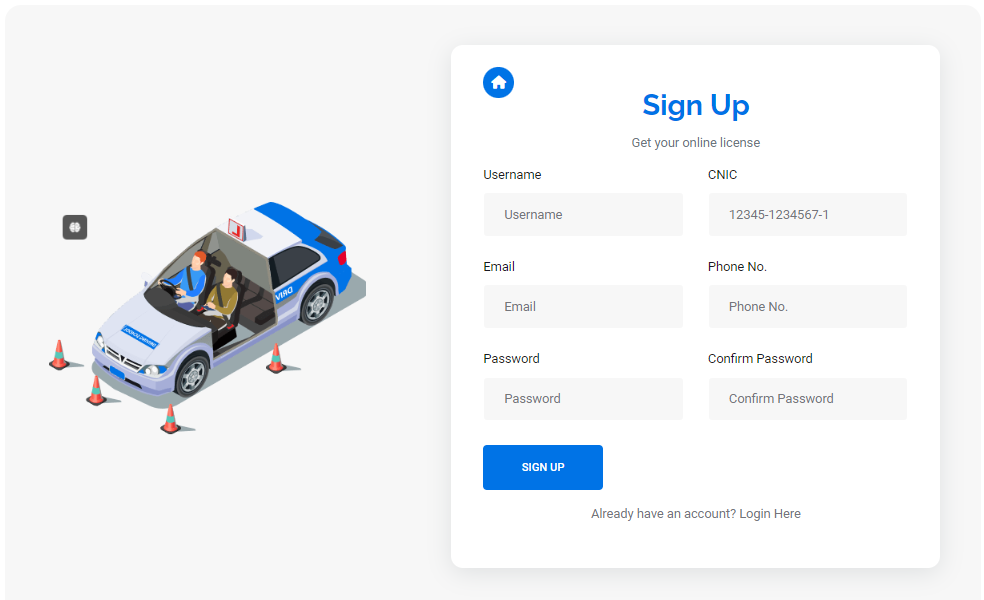 Sign Up
Get your online license
Username
CNIC
Username
12345-1234567-1
Email
Phone No.
Email
Phone No.
Password
Confirm Password
Password
Confirm Password
SIGN UP
Already have an account? Login Here